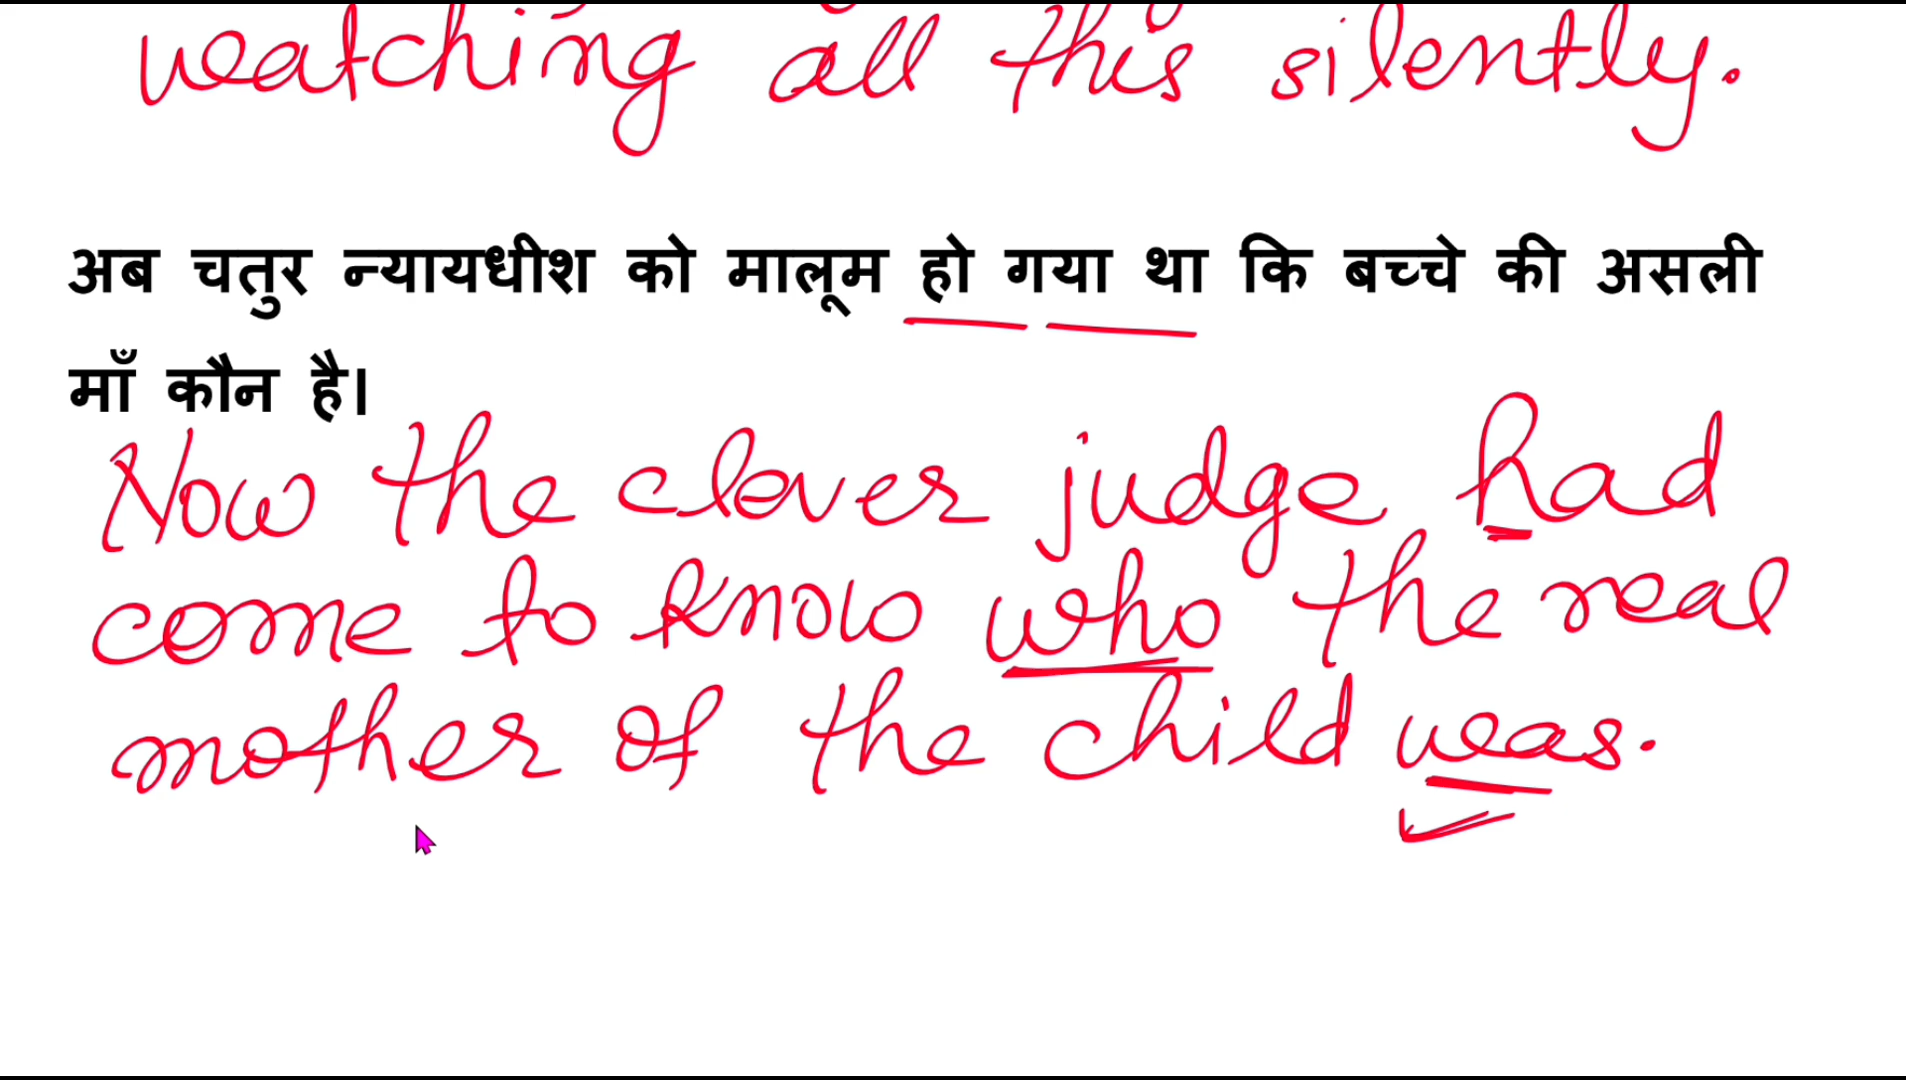 watching all this silently.
अब चतुर न्यायधीश को मालूम हो गया था कि बच्चे की असली
माँ कौन है।
Now the clever judge had
come to know who the real
mother of the child was.